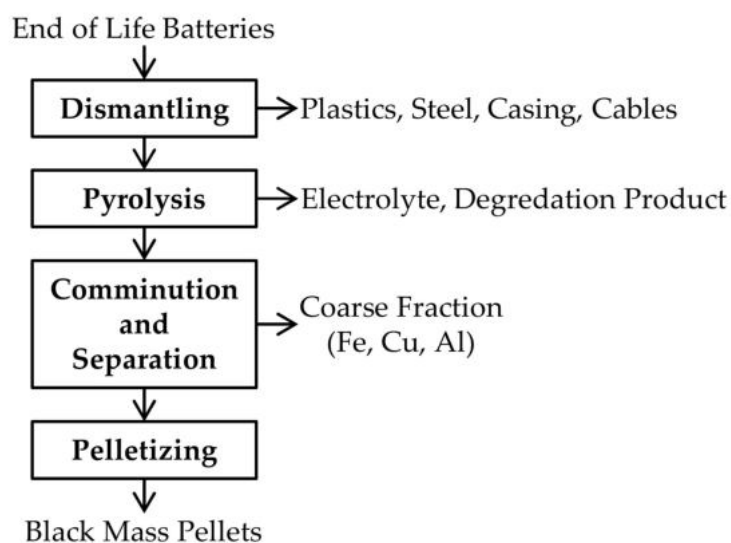 End of Life Batteries
Dismantling
Plastics, Steel, Casing, Cables
Pyrolysis
Electrolyte, Degredation Product
Comminution
and
Separation
Coarse Fraction
(Fe, Cu, Al)
Pelletizing
Black Mass Pellets